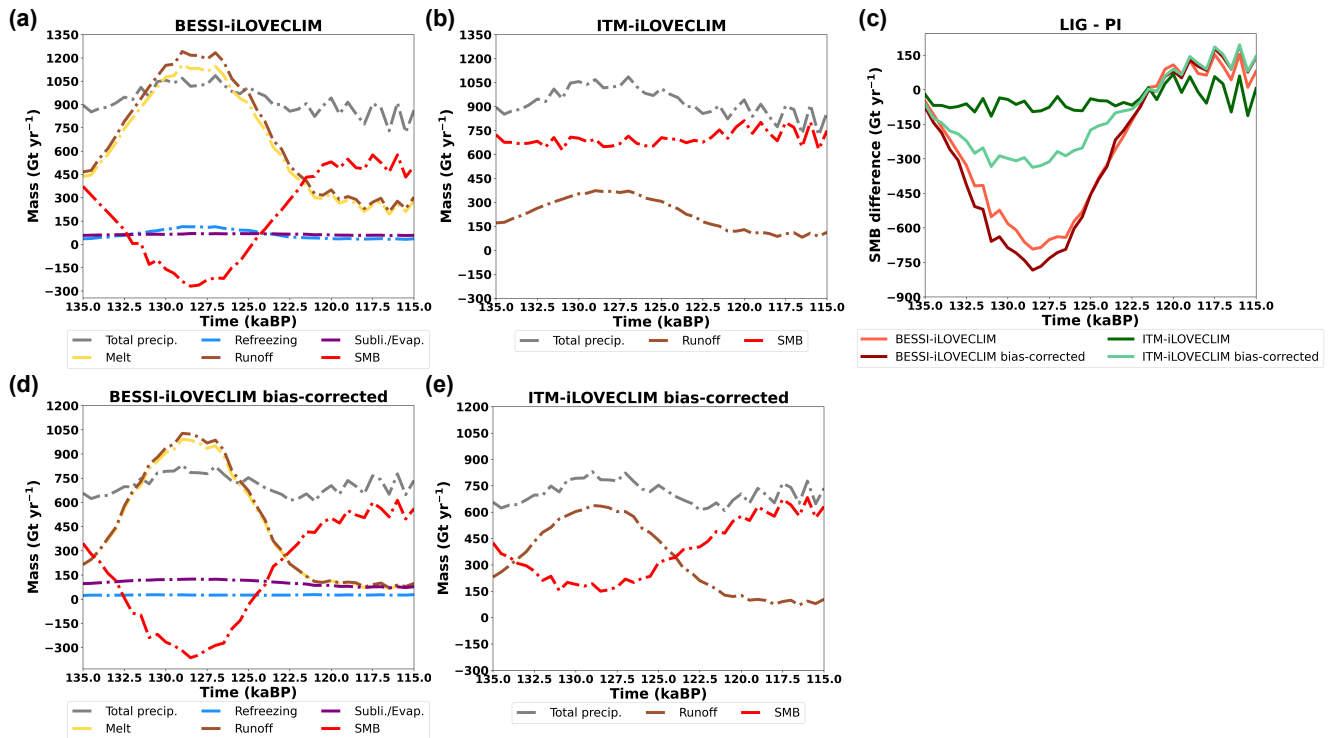 (a)
BESSI-iLOVECLIM
1350
1200
1050
900
750
600
450
300
150
0
−150
−300
Mass (Gt yr⁻¹)
135.0 132.5 130.0 127.5 125.0 122.5 120.0 117.5 115.0
Time (kaBP)
Total precip. Refreezing Subli./Evap.
Melt Runoff SMB
(b)
ITM-iLOVECLIM
1350
1200
1050
900
750
600
450
300
150
0
−150
−300
Mass (Gt yr⁻¹)
135.0 132.5 130.0 127.5 125.0 122.5 120.0 117.5 115.0
Time (kaBP)
Total precip. Runoff SMB
(c)
LIG - PI
150
0
−150
−300
−450
−600
−750
−900
SMB difference (Gt yr⁻¹)
135.0 132.5 130.0 127.5 125.0 122.5 120.0 117.5 115.0
Time (kaBP)
BESSI-iLOVECLIM ITM-iLOVECLIM
BESSI-iLOVECLIM bias-corrected ITM-iLOVECLIM bias-corrected
(d)
BESSI-iLOVECLIM bias-corrected
1200
1050
900
750
600
450
300
150
0
−150
−300
Mass (Gt yr⁻¹)
135.0 132.5 130.0 127.5 125.0 122.5 120.0 117.5 115.0
Time (kaBP)
Total precip. Refreezing Subli./Evap.
Melt Runoff SMB
(e)
ITM-iLOVECLIM bias-corrected
1200
1050
900
750
600
450
300
150
0
−150
−300
Mass (Gt yr⁻¹)
135.0 132.5 130.0 127.5 125.0 122.5 120.0 117.5 115.0
Time (kaBP)
Total precip. Runoff SMB